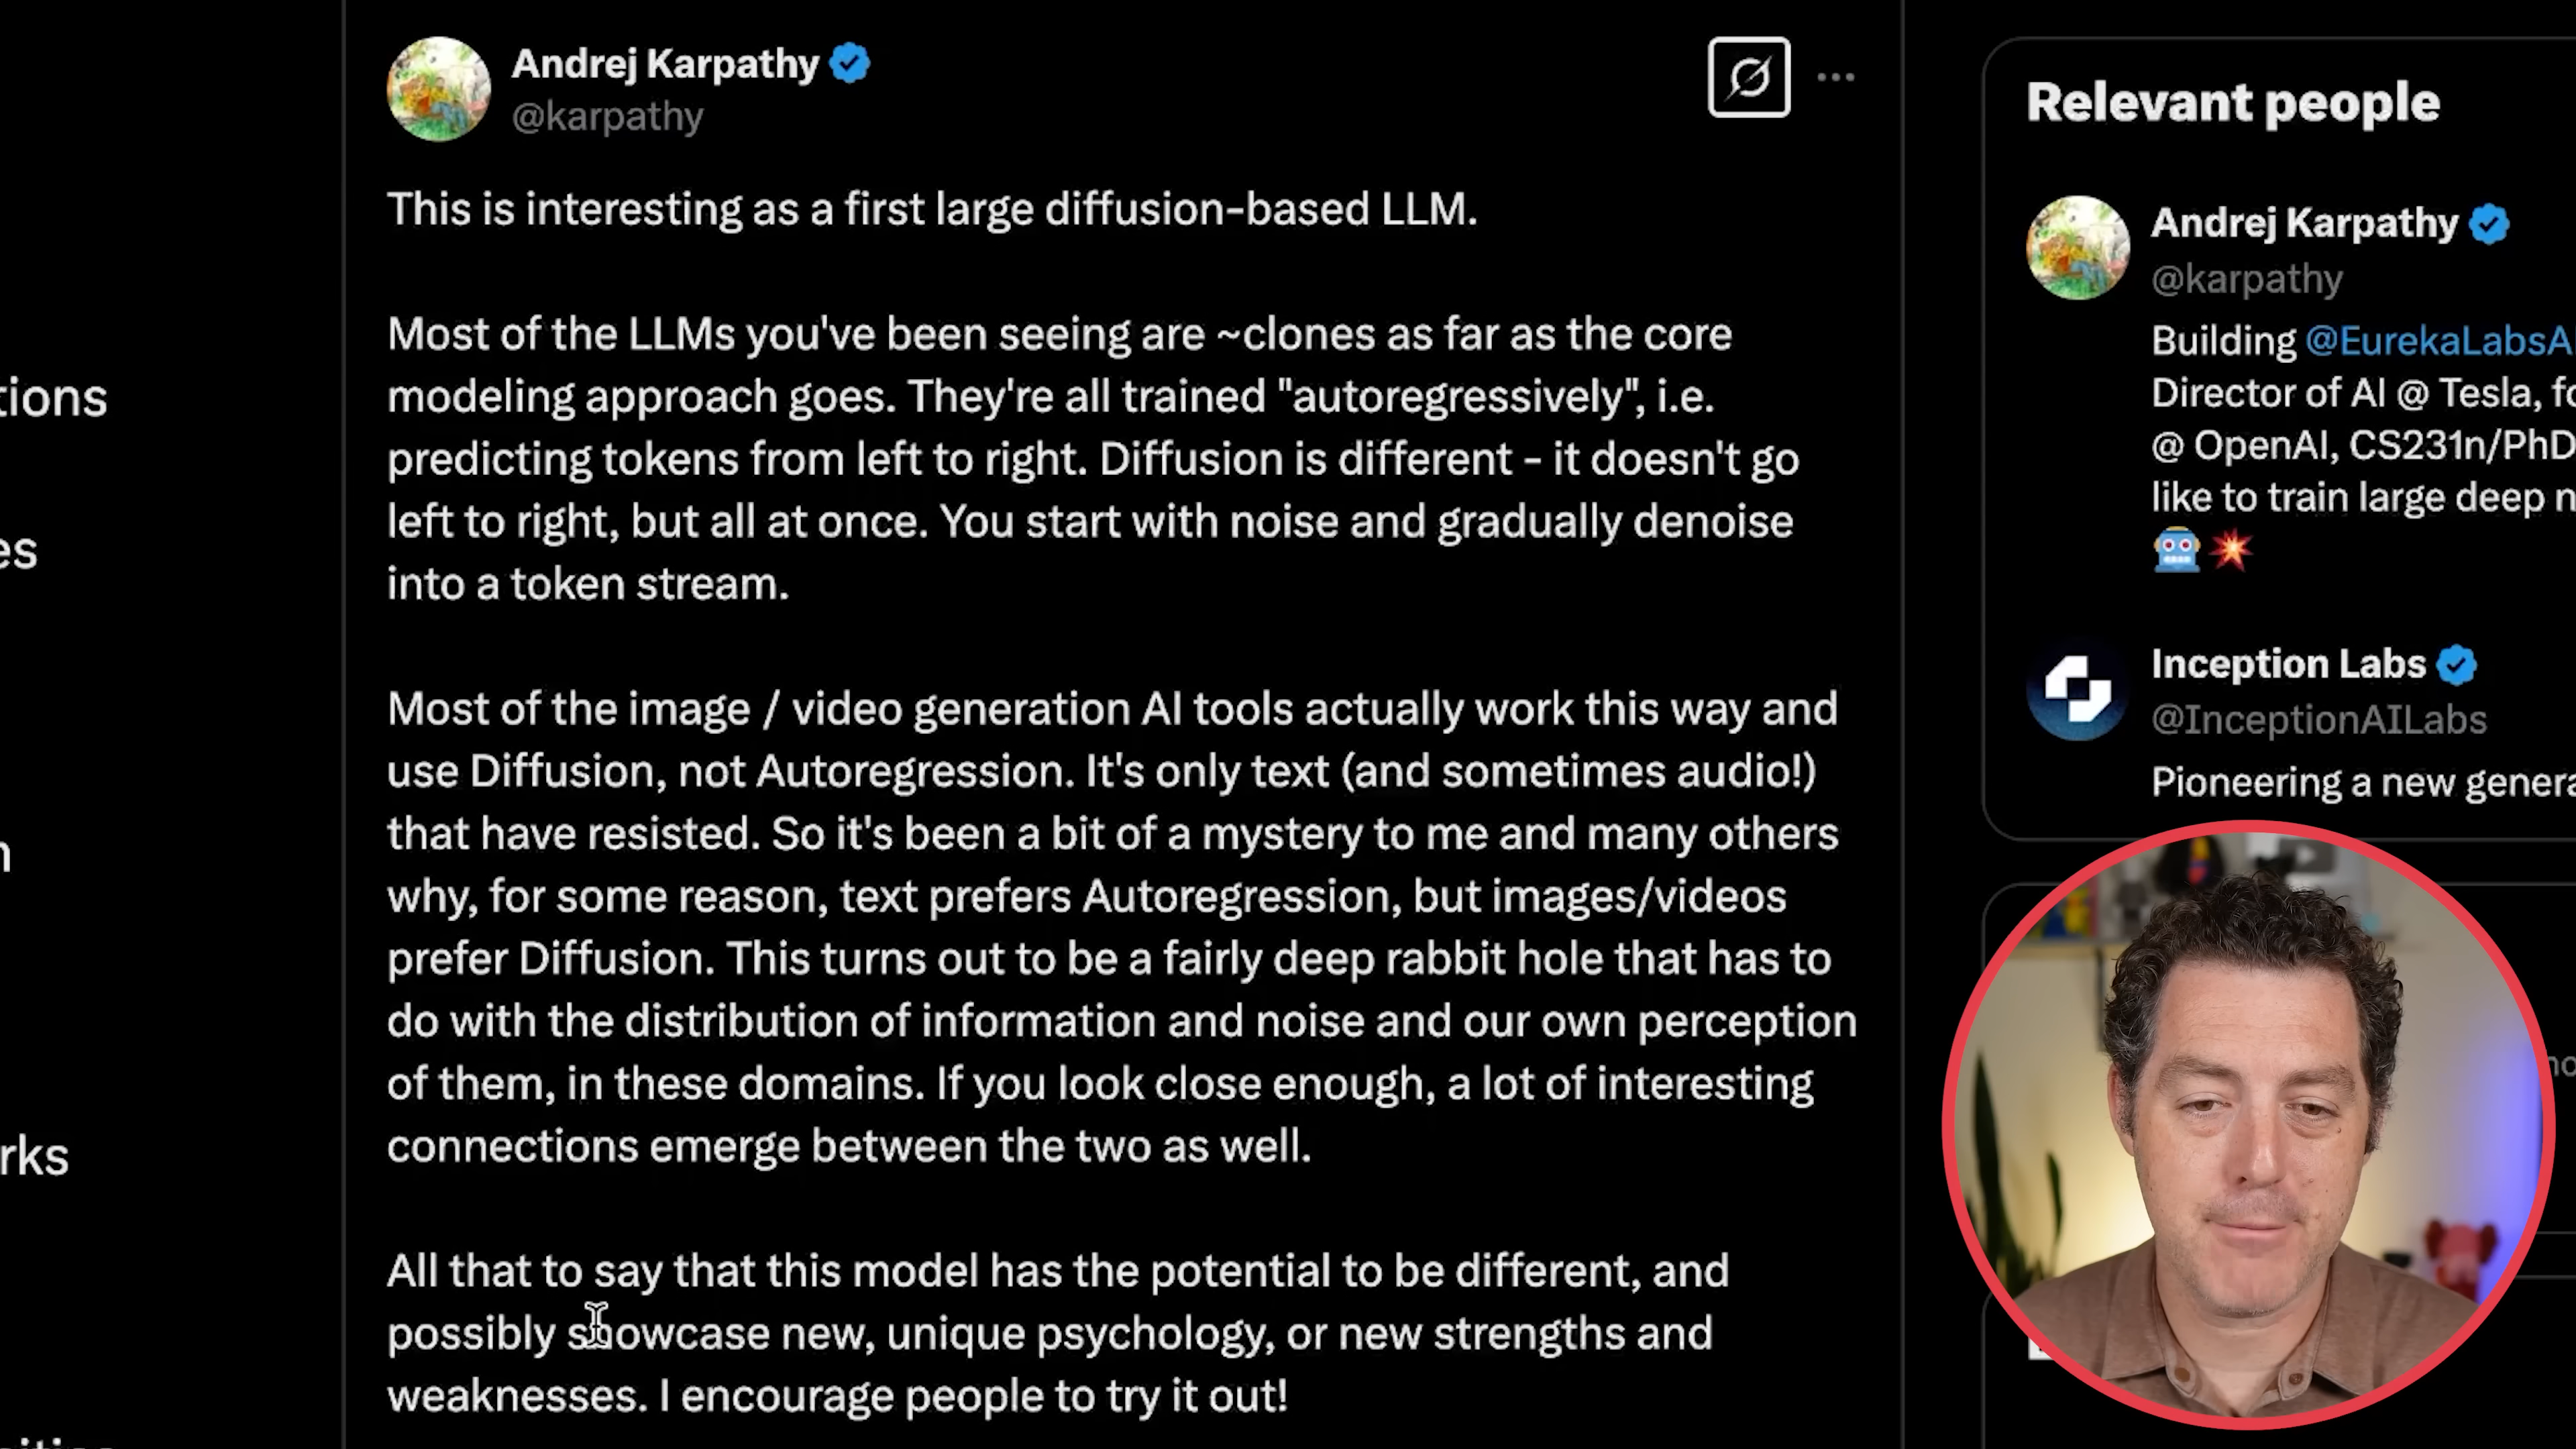 Andrej Karpathy
@karpathy
This is interesting as a first large diffusion-based LLM.
Most of the LLMs you've been seeing are ~clones as far as the core
modeling approach goes. They're all trained "autoregressively", i.e.
predicting tokens from left to right. Diffusion is different - it doesn't go
left to right, but all at once. You start with noise and gradually denoise
into a token stream.
Most of the image / video generation AI tools actually work this way and
use Diffusion, not Autoregression. It's only text (and sometimes audio!)
that have resisted. So it's been a bit of a mystery to me and many others
why, for some reason, text prefers Autoregression, but images/videos
prefer Diffusion. This turns out to be a fairly deep rabbit hole that has to
do with the distribution of information and noise and our own perception
of them, in these domains. If you look close enough, a lot of interesting
connections emerge between the two as well.
All that to say that this model has the potential to be different, and
possibly showcase new, unique psychology, or new strengths and
weaknesses. I encourage people to try it out!
Relevant people
Andrej Karpathy
@karpathy
Building @EurekaLabsA
Director of AI @ Tesla, fo
@ OpenAI, CS231n/PhD
like to train large deep n
Inception Labs
@InceptionAILabs
Pioneering a new genera
tions
es
n
rks